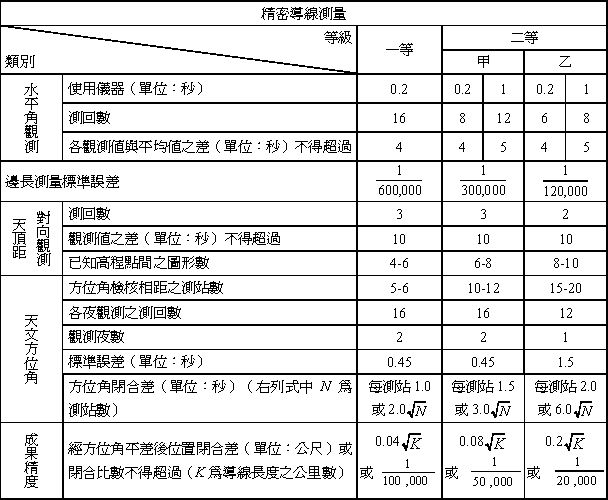 精密導線測量
等級
類別
一等
二等
甲
乙
水平角觀測
使用儀器（單位：秒）
0.2
0.2 1
0.2 1
測回數
16
8 12
6 8
各觀測值與平均值之差（單位：秒）不得超過
4
4 5
4 5
邊長測量標準誤差
1/600,000
1/300,000
1/120,000
天頂距
對向觀測
測回數
3
3
2
觀測值之差（單位：秒）不得超過
10
10
10
已知高程點間之圖形數
4-6
6-8
8-10
天文方位角
方位角檢核相距之測站數
5-6
10-12
15-20
各夜觀測之測回數
16
16
12
觀測夜數
2
2
1
標準誤差（單位：秒）
0.45
0.45
1.5
方位角閉合差（單位：秒）（右列式中 N 為
測站數）
每測站 1.0
或 2.0√N
每測站 1.5
或 3.0√N
每測站 2.0
或 6.0√N
成果精度
經方位角平差後位置閉合差（單位：公尺）或
閉合比數不得超過（K 為導線長度之公里數）
0.04√K
或 1/100,000
0.08√K
或 1/50,000
0.2√K
或 1/20,000